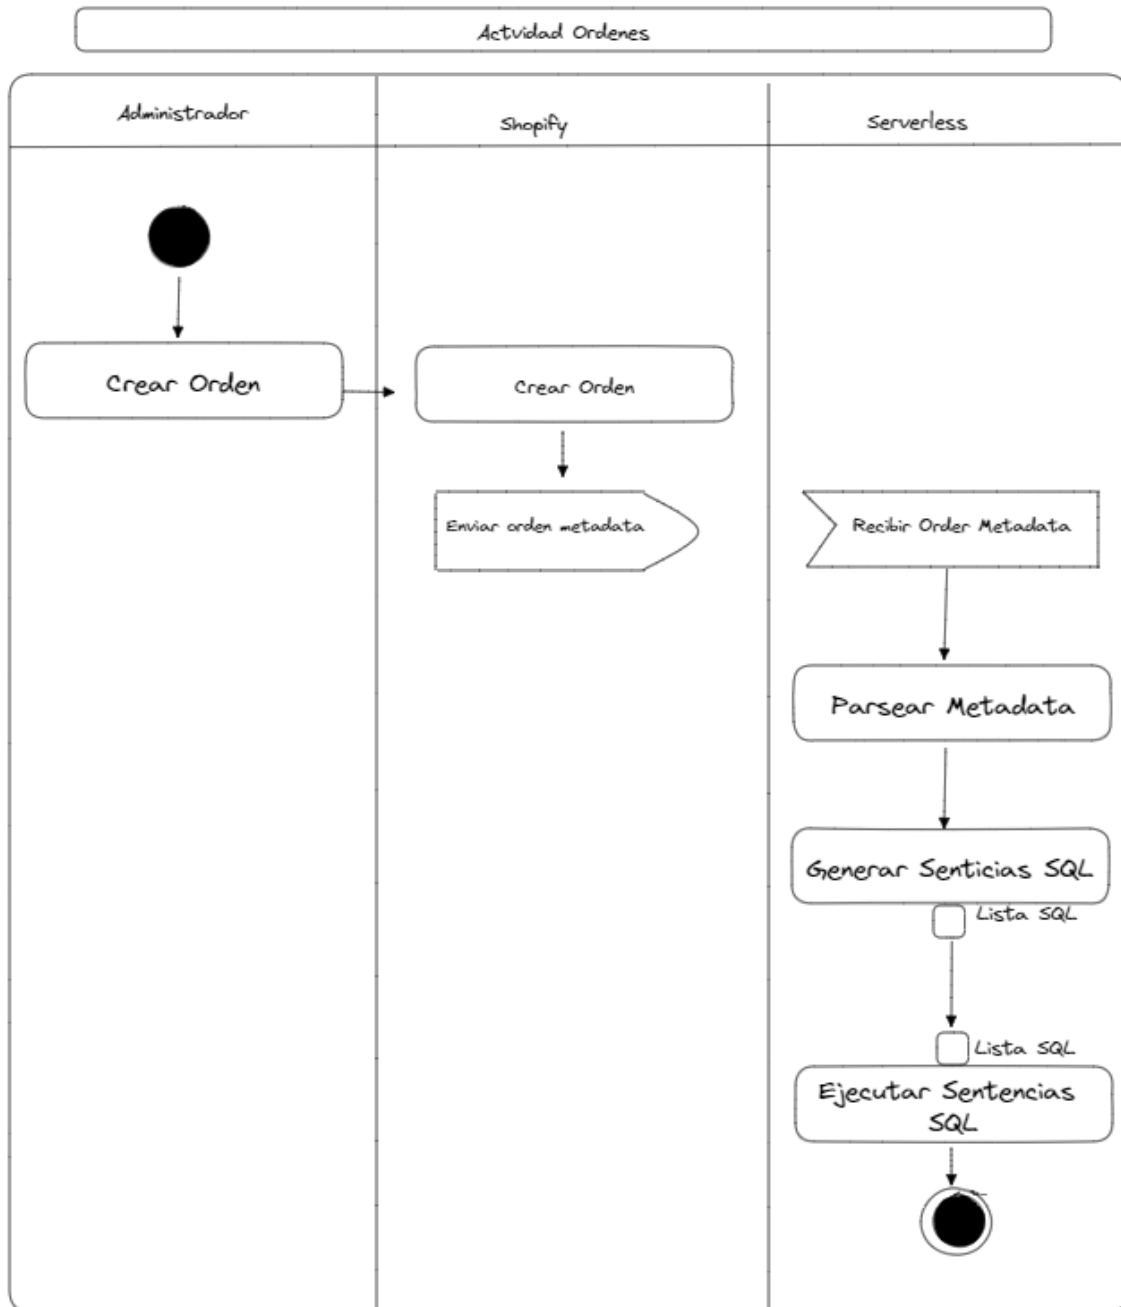 Actvidad Ordenes
Administrador
Shopify
Serverless
Crear Orden
Crear Orden
Enviar orden metadata
Recibir Order Metadata
Parsear Metadata
Generar Senticias SQL
Lista SQL
Lista SQL
Ejecutar Sentencias
SQL